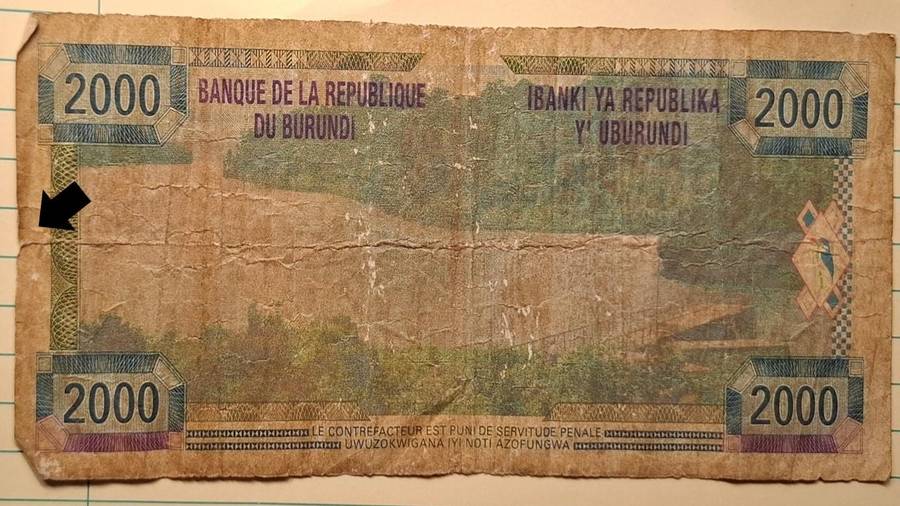 2000
BANQUE DE LA REPUBLIQUE
DU BURUNDI
IBANKI YA REPUBLIKA
Y' UBURUNDI
2000
2000
LE CONTREFACTEUR EST PUNI DE SERVITUDE PENALE
UWUZOKWIGANA IYI NOTI AZOFUNGWA
2000